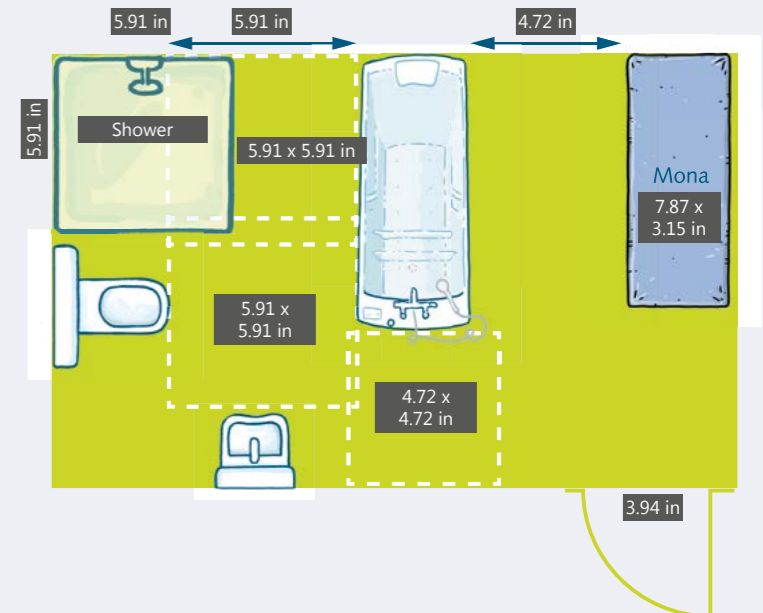 5.91 in
5.91 in
4.72 in
5.91 in
Shower
5.91 x 5.91 in
Mona
7.87 x
3.15 in
5.91 x
5.91 in
4.72 x
4.72 in
3.94 in